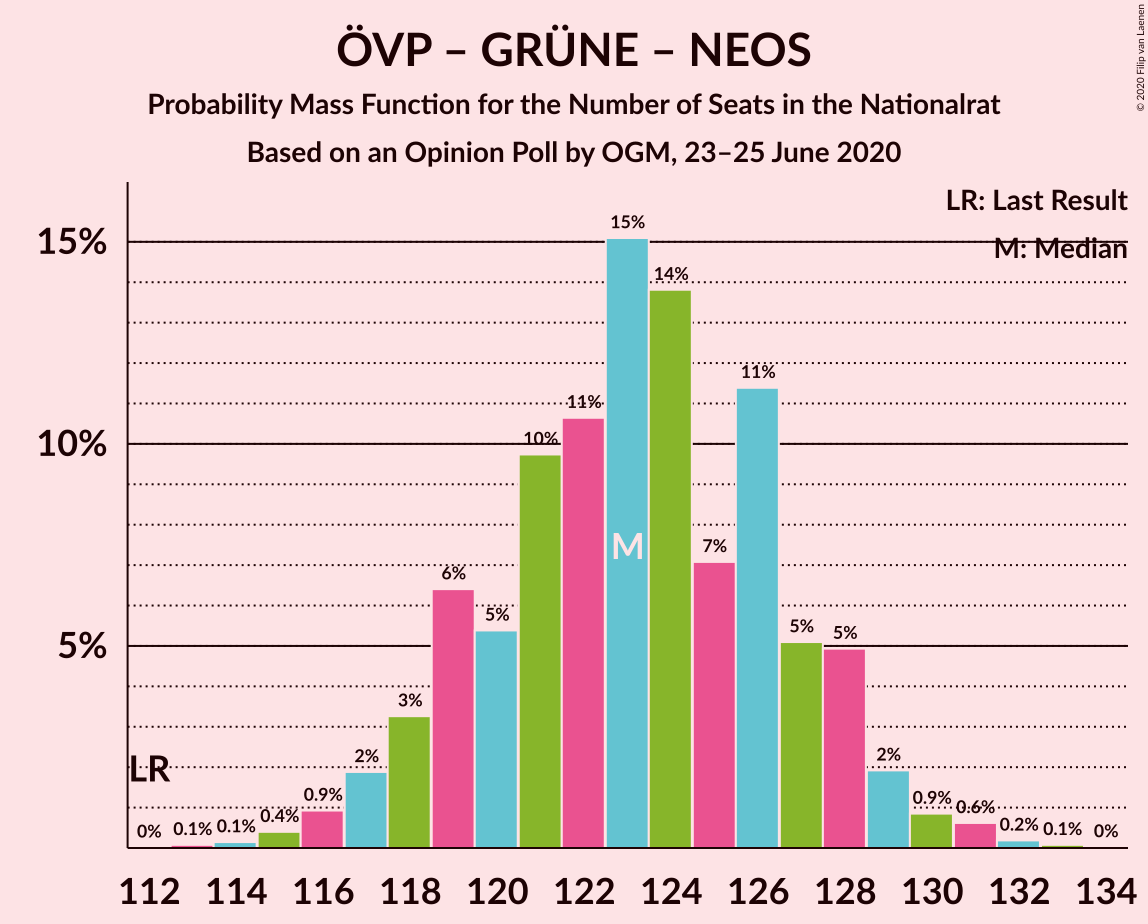 ÖVP – GRÜNE – NEOS
Probability Mass Function for the Number of Seats in the Nationalrat
Based on an Opinion Poll by OGM, 23–25 June 2020
© 2020 Filip van Laenen
LR: Last Result
M: Median
15%
10%
5%
LR
M
0%
0.1%
0.1%
0.4%
0.9%
2%
3%
6%
5%
10%
11%
15%
14%
7%
11%
5%
5%
2%
0.9%
0.6%
0.2%
0.1%
0%
112 114 116 118 120 122 124 126 128 130 132 134